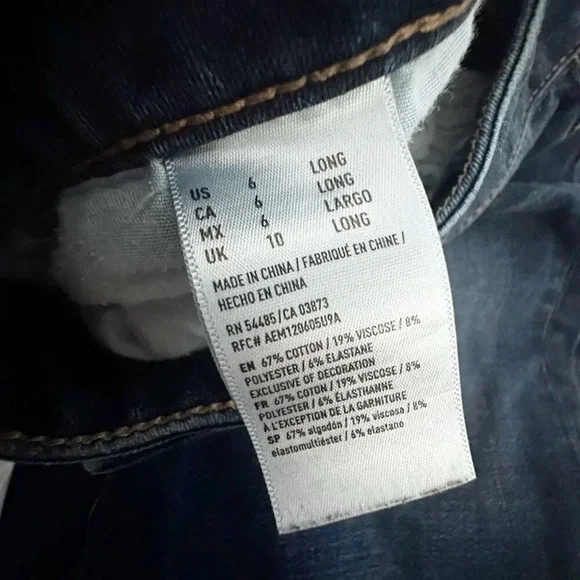 US 6 LONG
CA 6 LONG
MX 6 LARGO
UK 10 LONG
MADE IN CHINA / FABRIQUÉ EN CHINE /
HECHO EN CHINA
RN 54485 / CA 03873
RFC# AEM120605U9A
EN 67% COTTON / 19% VISCOSE / 8%
POLYESTER / 6% ELASTANE
EXCLUSIVE OF DECORATION
FR 67% COTON / 19% VISCOSE / 8%
POLYESTER / 6% ÉLASTHANNE
À L'EXCEPTION DE LA GARNITURE
SP 67% algodón / 19% viscosa / 8%
elastomultiéster / 6% elastano